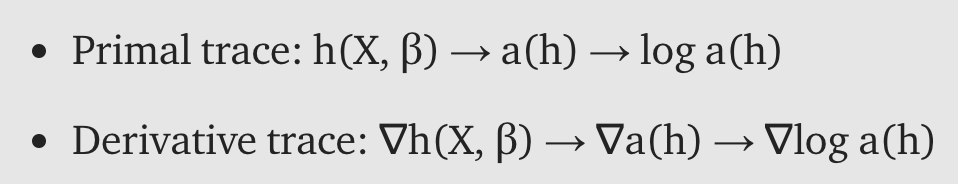 • Primal trace: h(X, β) → a(h) → log a(h)
• Derivative trace: ∇h(X, β) → ∇a(h) → ∇log a(h)